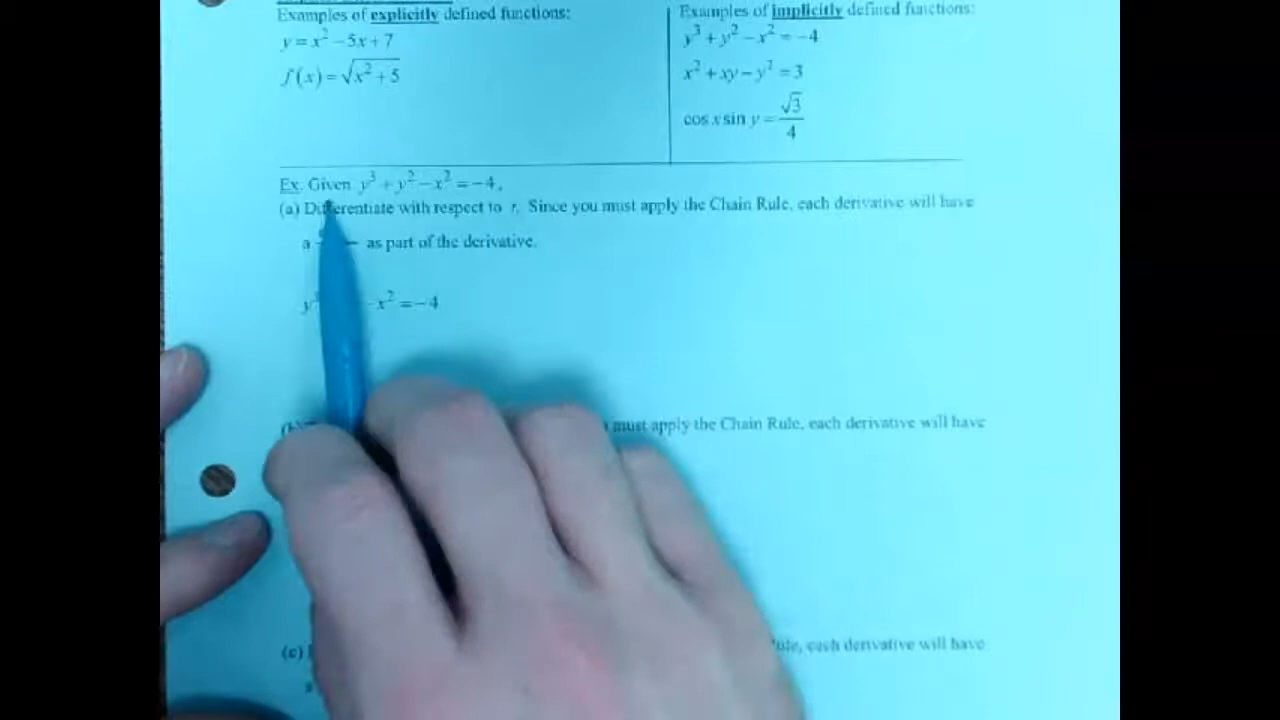 Examples of explicitly defined functions:
y = x² − 5x + 7
f(x) = √(x² + 5)
Examples of implicitly defined functions:
y³ + y² − x² = −4
x² + xy − y² = 3
cos x sin y = √3/4
Ex. Given y³ + y² − x² = −4,
(a) Differentiate with respect to t. Since you must apply the Chain Rule, each derivative will have
a as part of the derivative.
x² = −4
must apply the Chain Rule, each derivative will have
(c)
each derivative will have